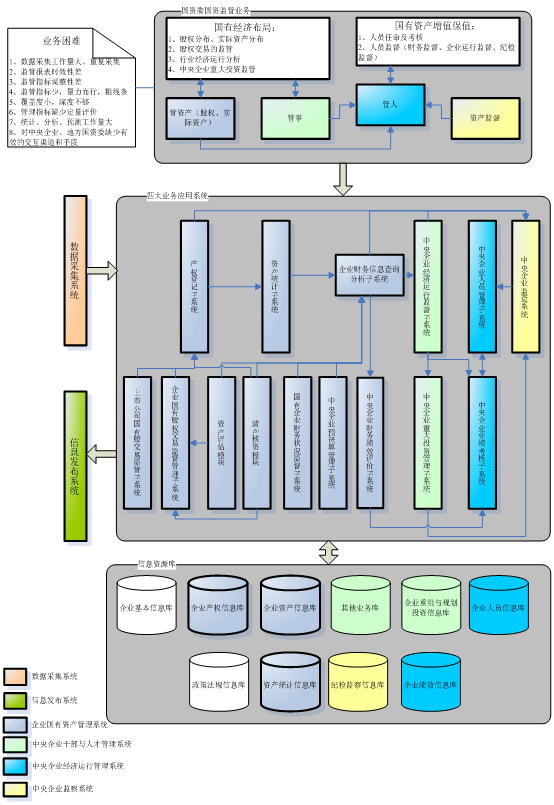 国资委国资监管业务
业务困难
1、数据采集工作量大、重复采集
2、监管报表时效性差
3、监管指标调整性差
4、监管指标少，量力而行，粗线条
5、覆盖度小，深度不够
6、管理指标缺少定量评价
7、统计、分析、预测工作量大
8、对中央企业、地方国资委缺少有效的交互渠道和手段
国有经济布局：
1、股权分布、实际资产分布
2、股权交易的监管
3、行业经济运行分析
4、中央企业重大投资监管
国有资产增值保值：
1、人员任命及考核
2、人员监督（财务监督、企业运行监督、纪检
监督）
管资产（股权、实
际资产）
管事
管人
资产监督
四大业务应用系统
数据采集系统
信息发布系统
产权登记子系统
资产统计子系统
企业财务信息查询
分析子系统
中央企业经济运行监督子系统
中央企业人员管理子系统
中央企业监察系统
上市公司国有股交易监管子系统
企业国有股权交易监督管理子系统
资产评估模块
清产核资模块
国有企业财务状况监督子系统
中央企业预决算管理子系统
中央企业财务绩效评价子系统
中央企业重大投资管理子系统
中央企业业绩考核子系统
信息资源库
企业基本信息库
企业产权信息库
企业资产信息库
其他业务库
企业重组与规划
投资信息库
企业人员信息库
政策法规信息库
资产统计信息库
纪检监察信息库
企业绩效信息库
数据采集系统
信息发布系统
企业国有资产管理系统
中央企业干部与人才管理系统
中央企业经济运行管理系统
中央企业监察系统